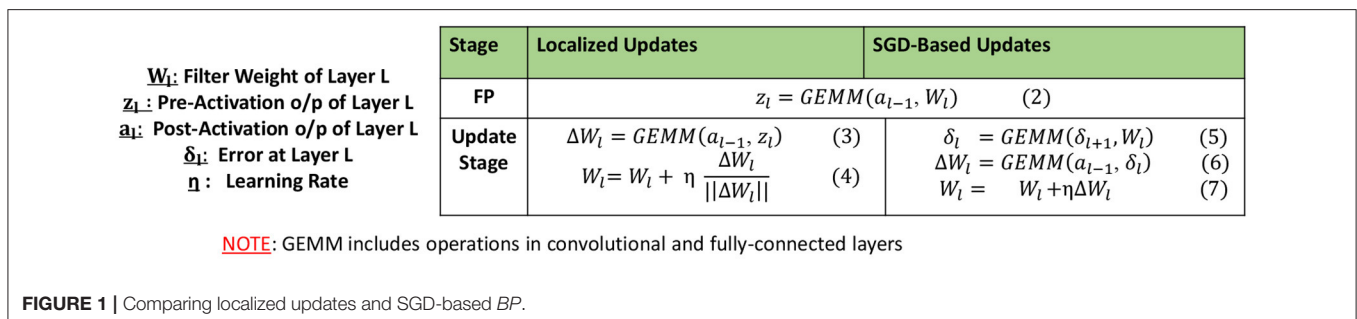 W_l: Filter Weight of Layer L
z_l : Pre-Activation o/p of Layer L
a_l: Post-Activation o/p of Layer L
δ_l: Error at Layer L
η : Learning Rate
Stage Localized Updates SGD-Based Updates
FP z_l = GEMM(a_{l−1}, W_l) (2)
Update Stage
ΔW_l = GEMM(a_{l−1}, z_l) (3)
W_l= W_l + η ΔW_l / ||ΔW_l|| (4)
δ_l = GEMM(δ_{l+1}, W_l) (5)
ΔW_l = GEMM(a_{l−1}, δ_l) (6)
W_l = W_l +ηΔW_l (7)
NOTE: GEMM includes operations in convolutional and fully-connected layers
FIGURE 1 | Comparing localized updates and SGD-based BP.